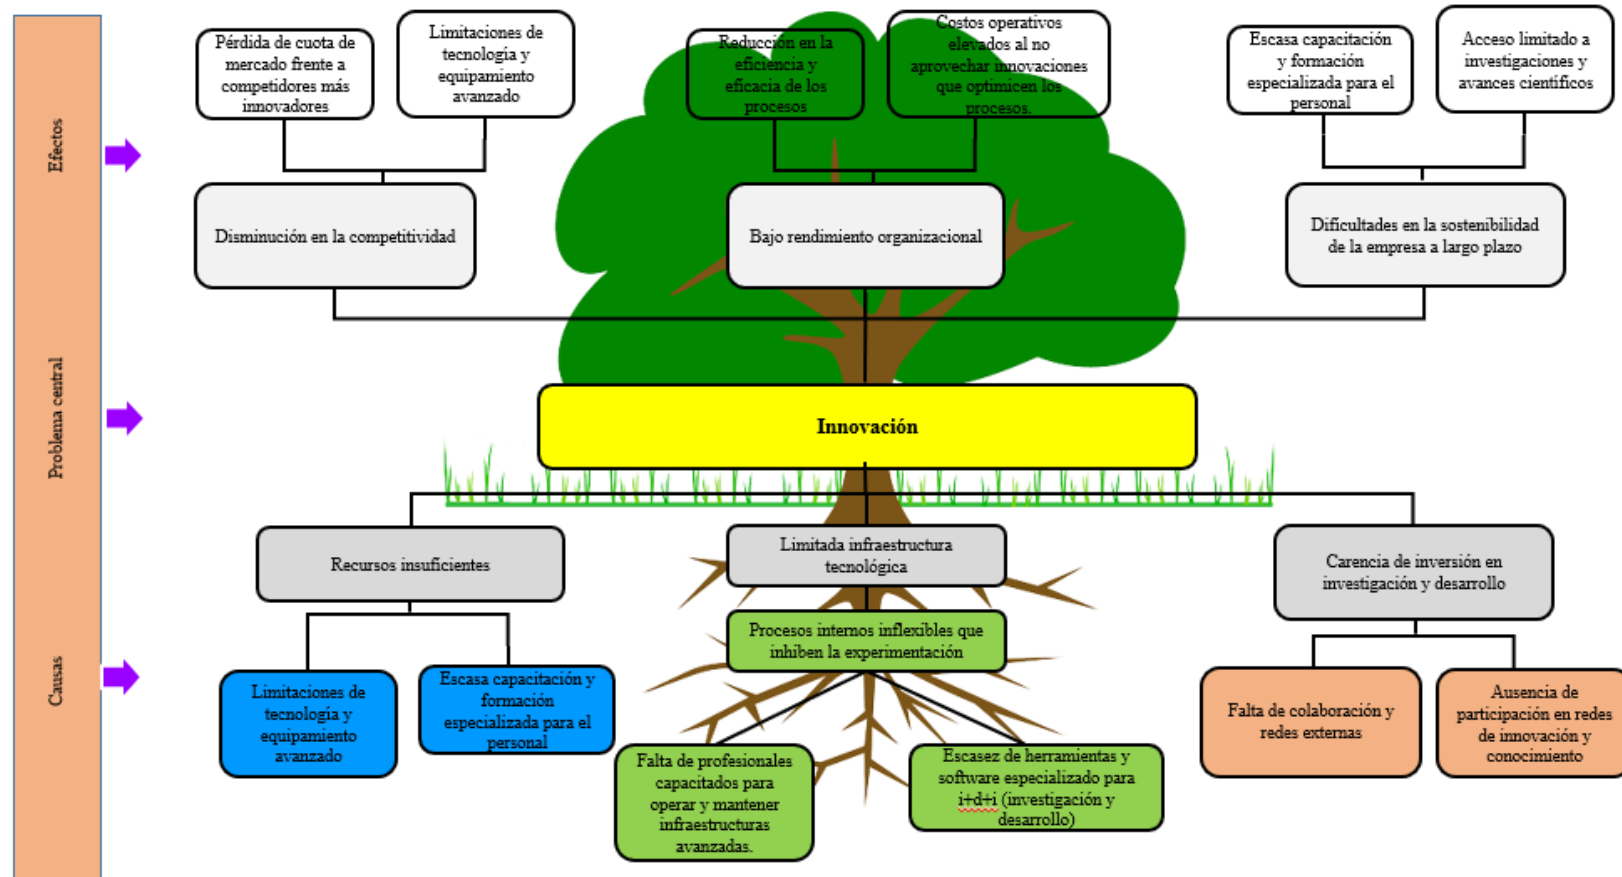 Efectos
Pérdida de cuota de
mercado frente a
competidores más
innovadores
Limitaciones de
tecnología y
equipamiento
avanzado
Reducción en la
eficiencia y
eficacia de los
procesos
Costos operativos
elevados al no
aprovechar innovaciones
que optimicen los
procesos.
Escasa capacitación
y formación
especializada para el
personal
Acceso limitado a
investigaciones y
avances científicos
Disminución en la competitividad
Bajo rendimiento organizacional
Dificultades en la sostenibilidad
de la empresa a largo plazo
Problema central
Innovación
Causas
Recursos insuficientes
Limitada infraestructura
tecnológica
Carencia de inversión en
investigación y desarrollo
Procesos internos inflexibles que
inhiben la experimentación
Limitaciones de
tecnología y
equipamiento
avanzado
Escasa capacitación y
formación
especializada para el
personal
Falta de colaboración y
redes externas
Ausencia de
participación en redes
de innovación y
conocimiento
Falta de profesionales
capacitados para
operar y mantener
infraestructuras
avanzadas.
Escasez de herramientas y
software especializado para
i+d+i (investigación y
desarrollo)